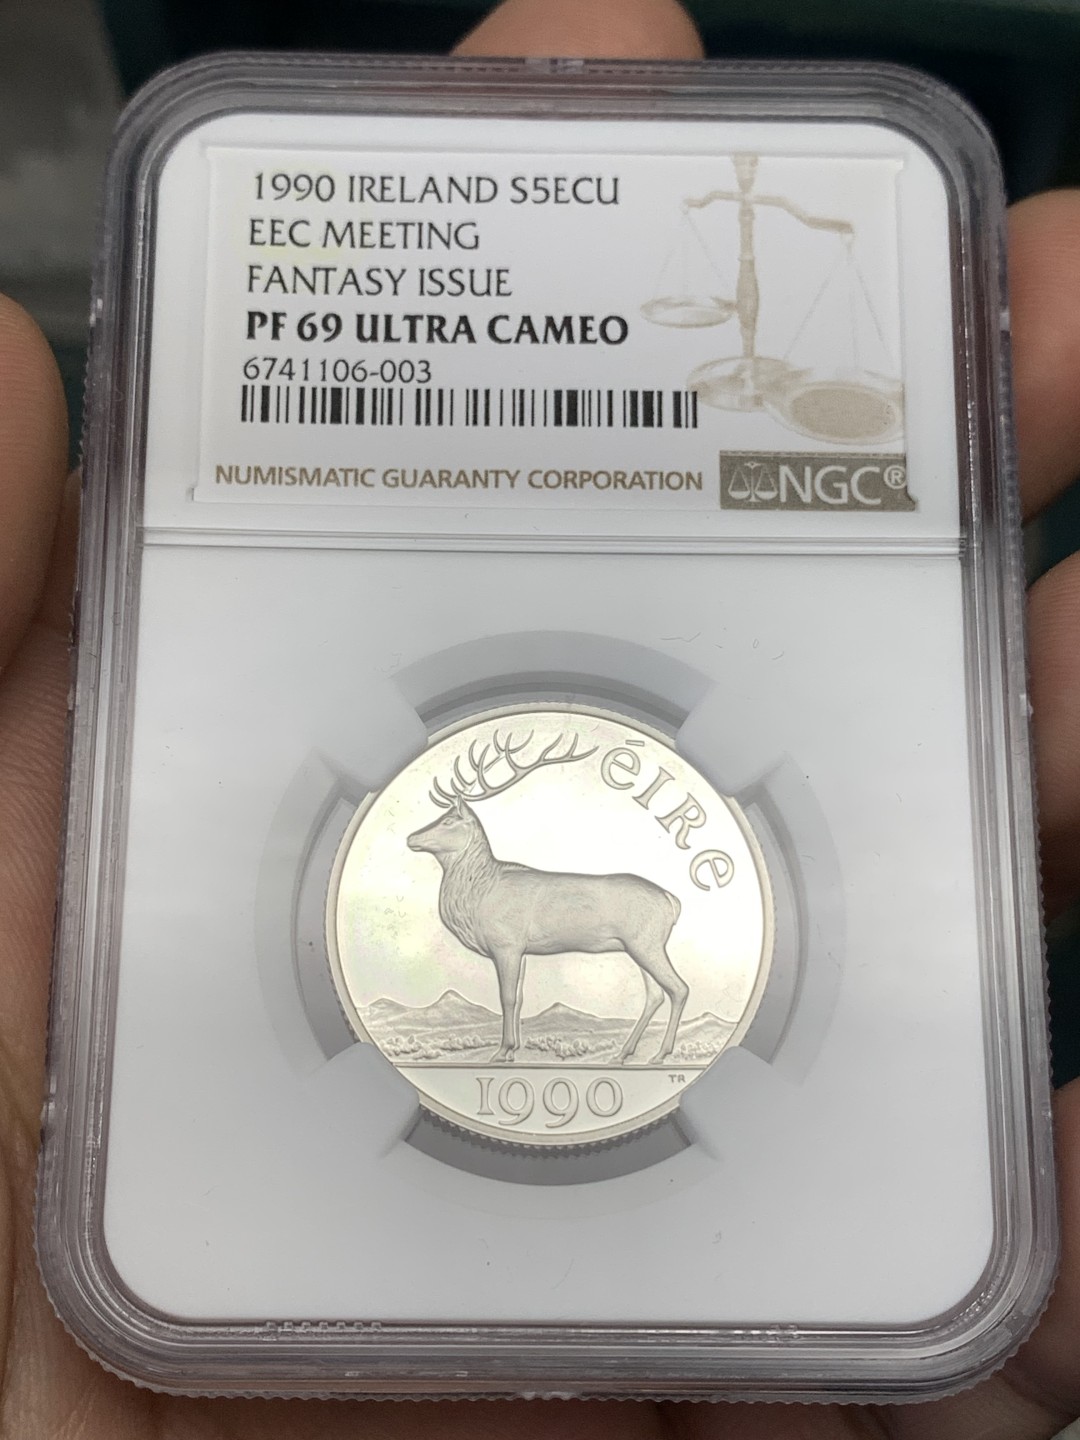 1990 IRELAND S5ECU
EEC MEETING
FANTASY ISSUE
PF 69 ULTRA CAMEO
6741106-003
NUMISMATIC GUARANTY CORPORATION
NGC®
éIRe
1990
TR